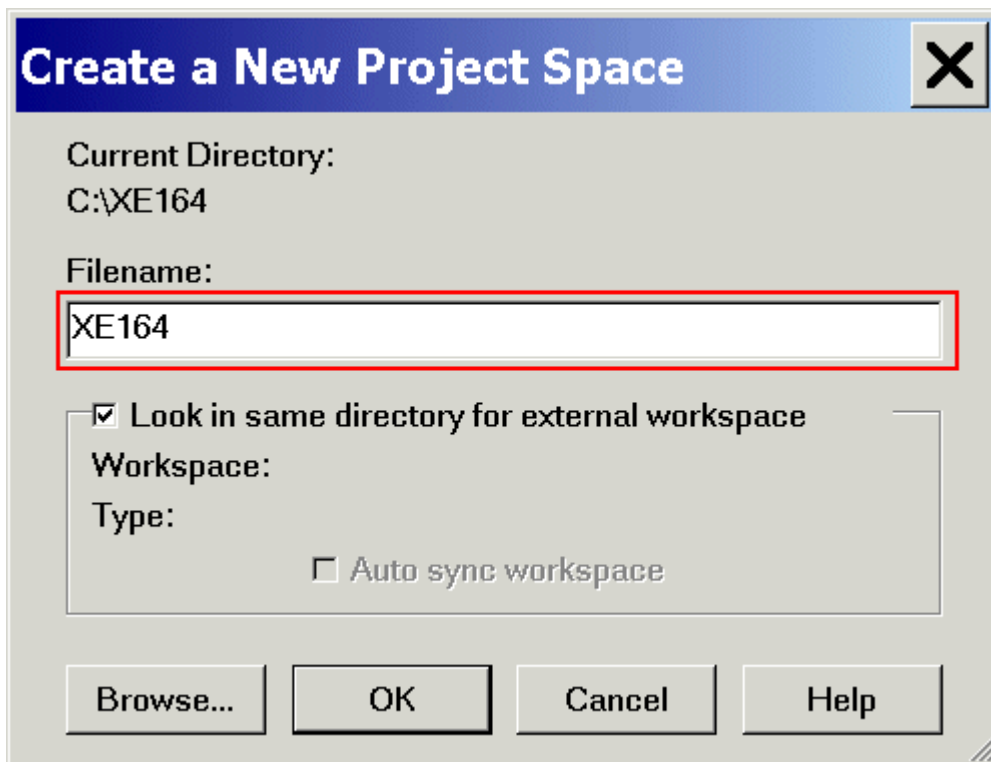 Create a New Project Space
Current Directory:
C:\XE164
Filename:
XE164
Look in same directory for external workspace
Workspace:
Type:
Auto sync workspace
Browse... OK Cancel Help